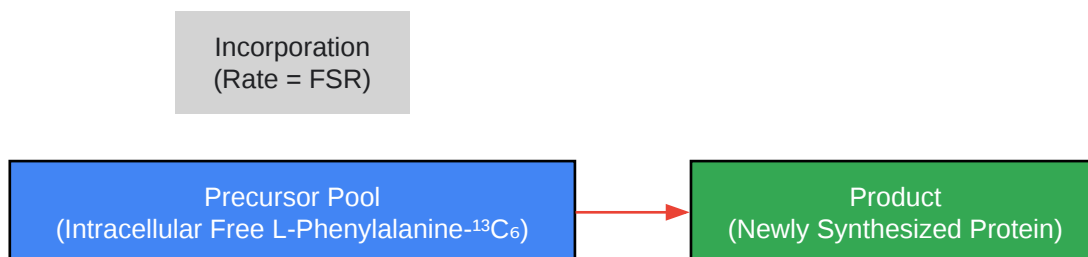 Incorporation
(Rate = FSR)
Precursor Pool
(Intracellular Free L-Phenylalanine-¹³C₆)
Product
(Newly Synthesized Protein)